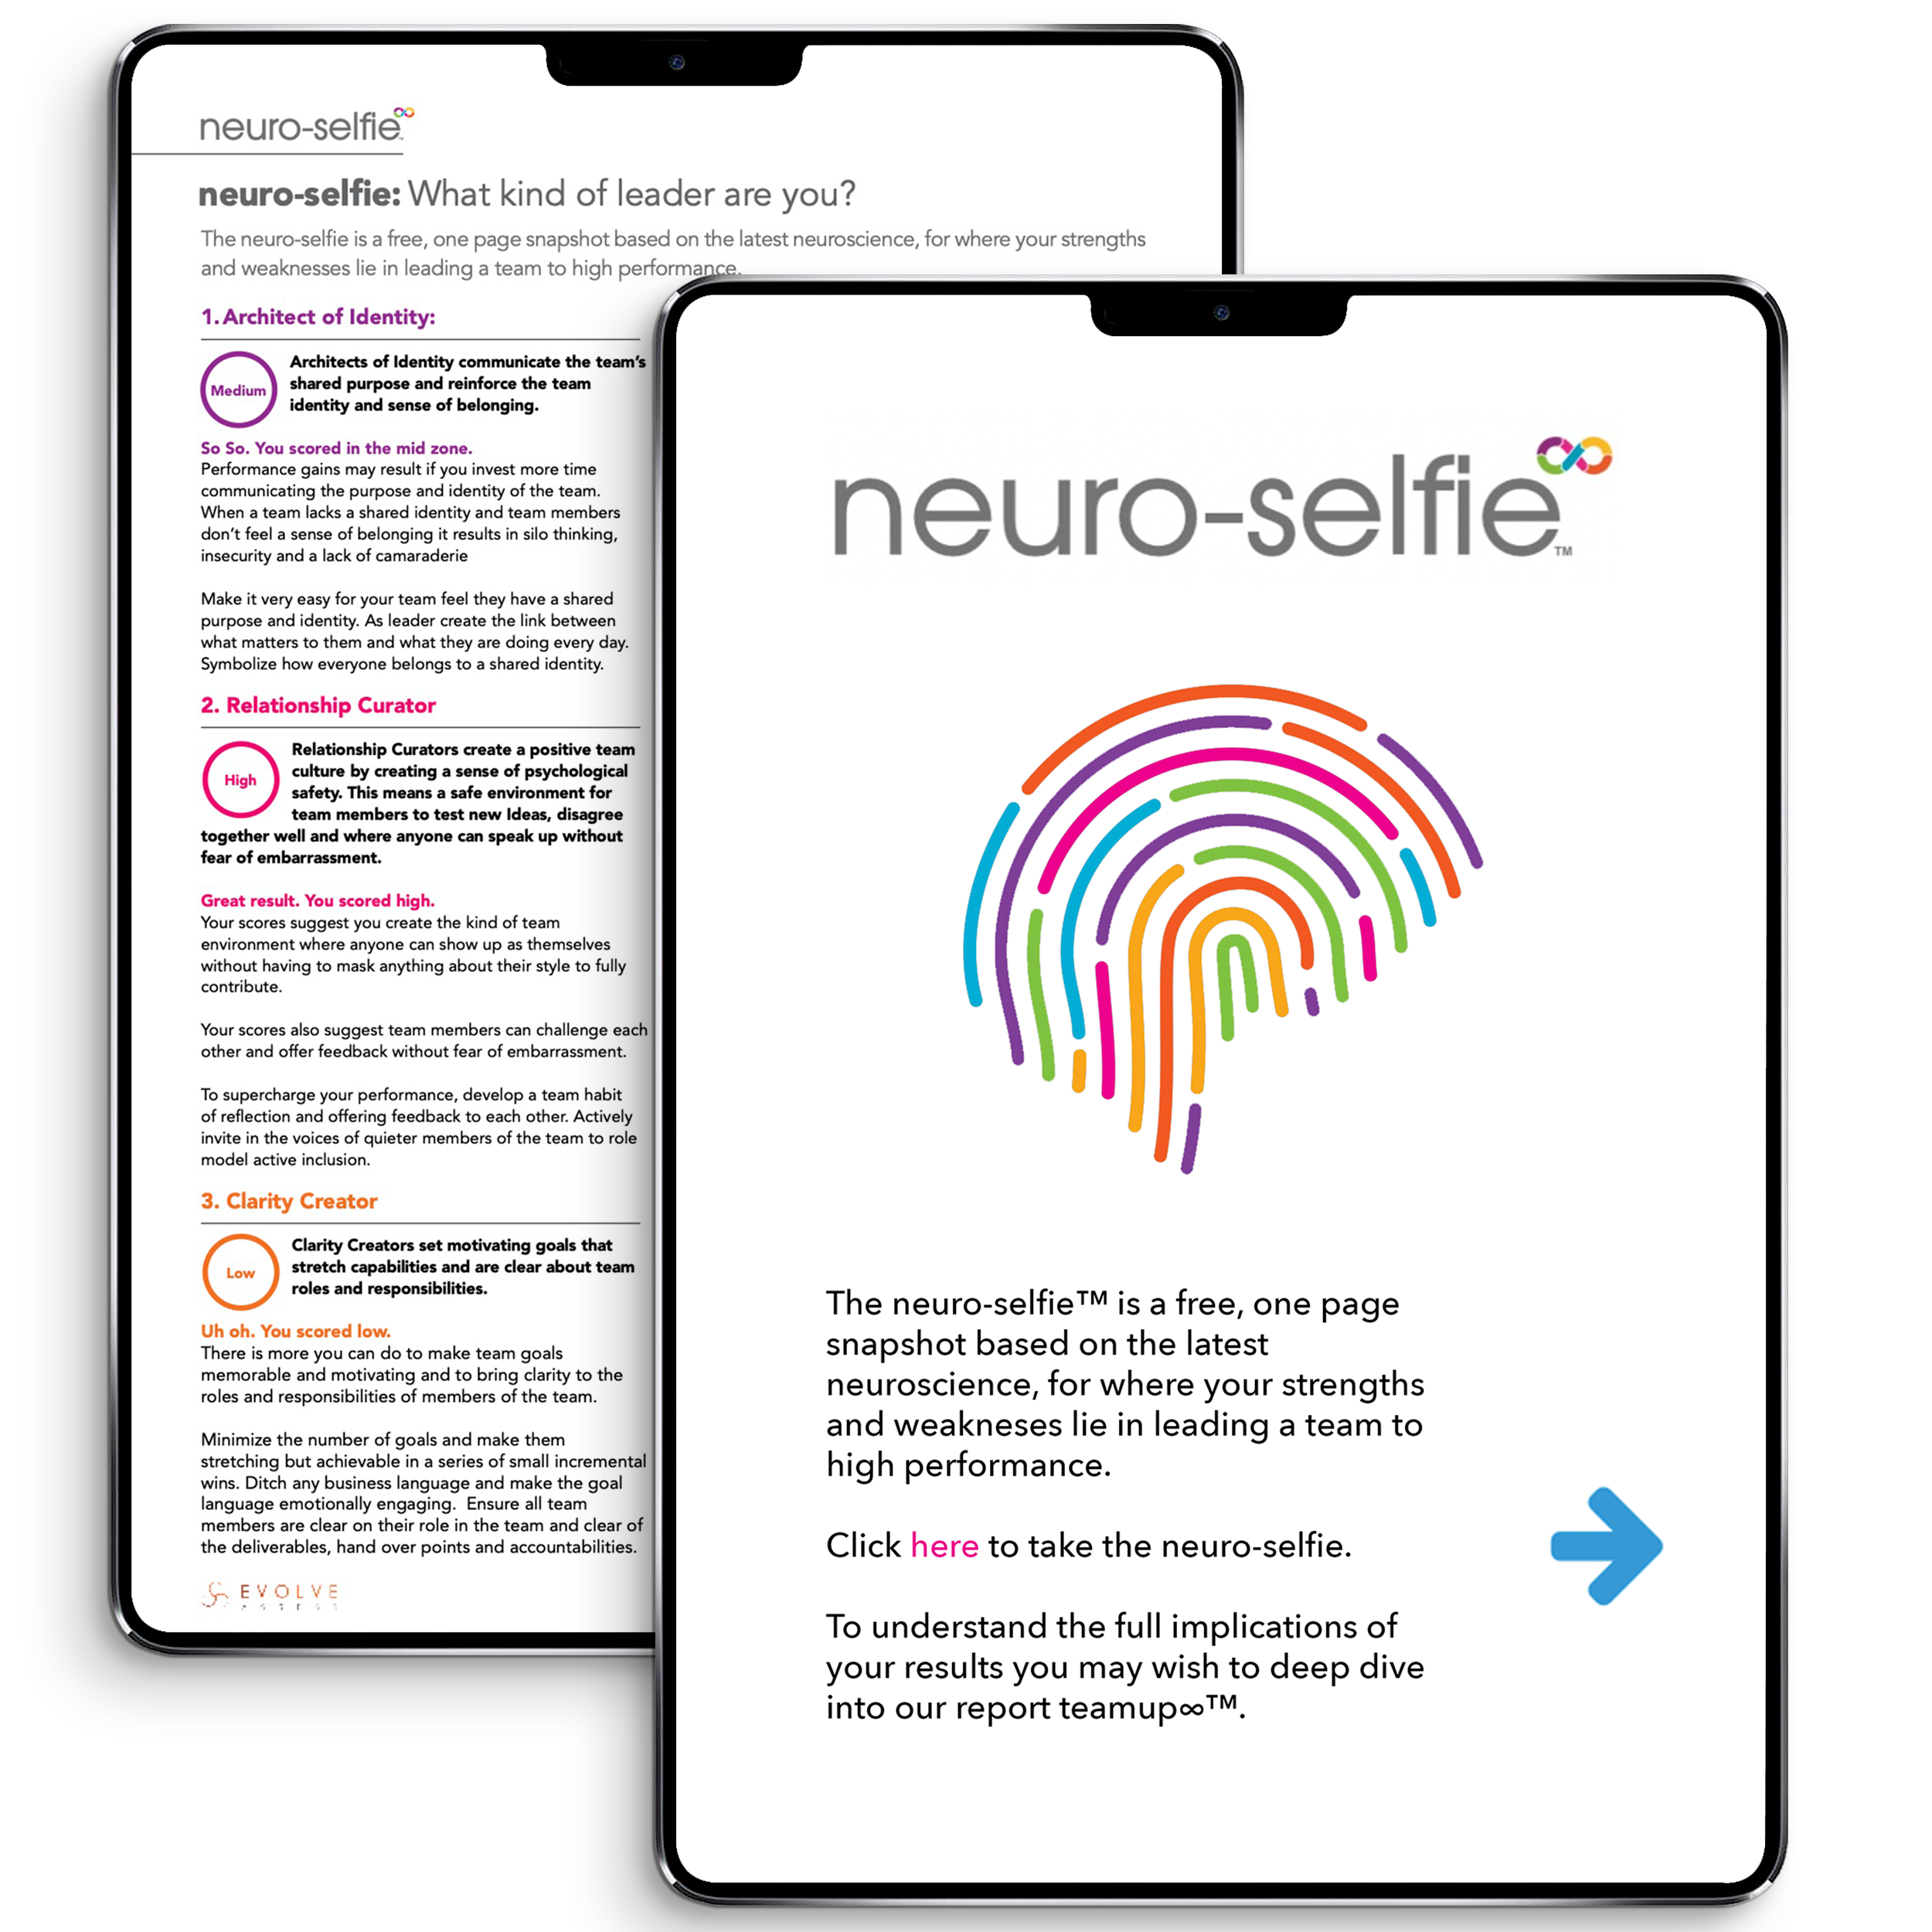 neuro-selfie
neuro-selfie: What kind of leader are you?
The neuro-selfie is a free, one page snapshot based on the latest neuroscience, for where your strengths
and weaknesses lie in leading a team to high performance.
1. Architect of Identity:
Medium
Architects of Identity communicate the team's
shared purpose and reinforce the team
identity and sense of belonging.
So So. You scored in the mid zone.
Performance gains may result if you invest more time
communicating the purpose and identity of the team.
When a team lacks a shared identity and team members
don't feel a sense of belonging it results in silo thinking,
insecurity and a lack of camaraderie
Make it very easy for your team feel they have a shared
purpose and identity. As leader create the link between
what matters to them and what they are doing every day.
Symbolize how everyone belongs to a shared identity.
2. Relationship Curator
High
Relationship Curators create a positive team
culture by creating a sense of psychological
safety. This means a safe environment for
team members to test new Ideas, disagree
together well and where anyone can speak up without
fear of embarrassment.
Great result. You scored high.
Your scores suggest you create the kind of team
environment where anyone can show up as themselves
without having to mask anything about their style to fully
contribute.
Your scores also suggest team members can challenge each
other and offer feedback without fear of embarrassment.
To supercharge your performance, develop a team habit
of reflection and offering feedback to each other. Actively
invite in the voices of quieter members of the team to role
model active inclusion.
3. Clarity Creator
Low
Clarity Creators set motivating goals that
stretch capabilities and are clear about team
roles and responsibilities.
Uh oh. You scored low.
There is more you can do to make team goals
memorable and motivating and to bring clarity to the
roles and responsibilities of members of the team.
Minimize the number of goals and make them
stretching but achievable in a series of small incremental
wins. Ditch any business language and make the goal
language emotionally engaging.  Ensure all team
members are clear on their role in the team and clear of
the deliverables, hand over points and accountabilities.
EVOLVE
neuro-selfie™
The neuro-selfie™ is a free, one page
snapshot based on the latest
neuroscience, for where your strengths
and weakneses lie in leading a team to
high performance.
Click here to take the neuro-selfie.
To understand the full implications of
your results you may wish to deep dive
into our report teamup∞™.